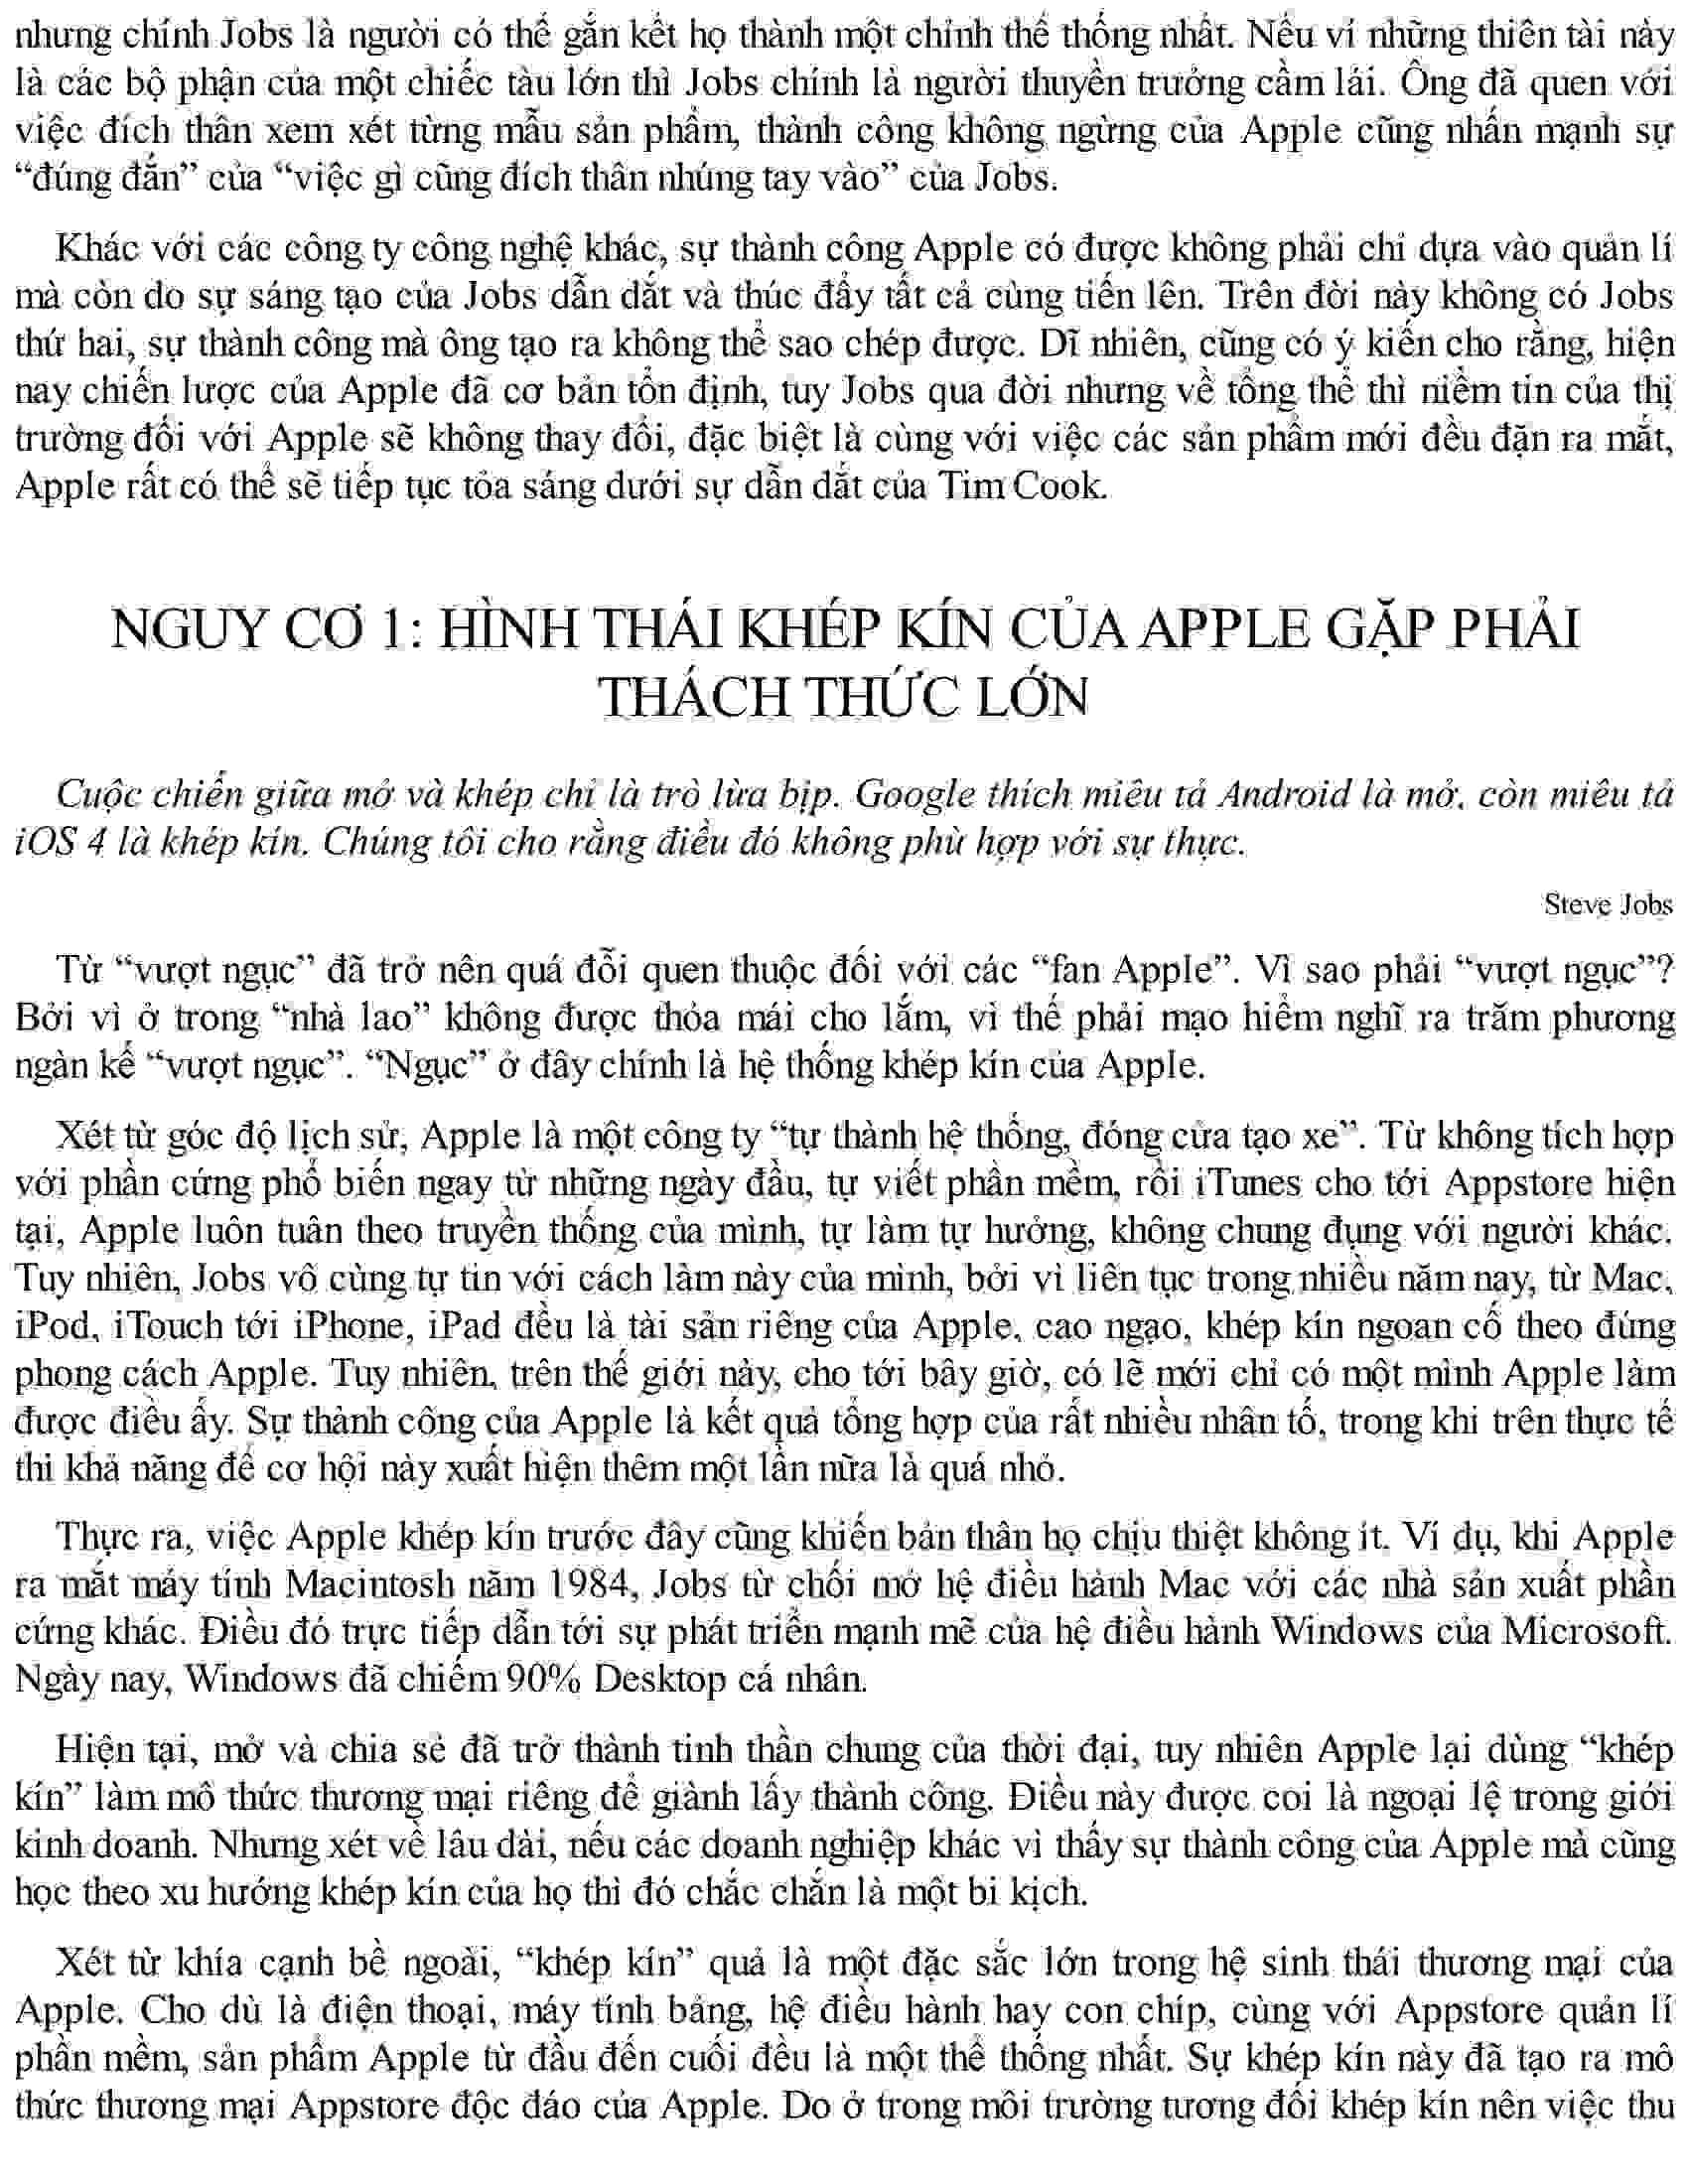 nhưng chính Jobs là người có thể gắn kết họ thành một chỉnh thể thống nhất. Nếu ví những thiên tài này
là các bộ phận của một chiếc tàu lớn thì Jobs chính là người thuyền trưởng cầm lái. Ông đã quen với
việc đích thân xem xét từng mẫu sản phẩm, thành công không ngừng của Apple cũng nhấn mạnh sự
“đúng đắn” của “việc gì cũng đích thân nhúng tay vào” của Jobs.
Khác với các công ty công nghệ khác, sự thành công Apple có được không phải chỉ dựa vào quản lí
mà còn do sự sáng tạo của Jobs dẫn dắt và thúc đẩy tất cả cùng tiến lên. Trên đời này không có Jobs
thứ hai, sự thành công mà ông tạo ra không thể sao chép được. Dĩ nhiên, cũng có ý kiến cho rằng, hiện
nay chiến lược của Apple đã cơ bản tổn định, tuy Jobs qua đời nhưng về tổng thể thì niềm tin của thị
trường đối với Apple sẽ không thay đổi, đặc biệt là cùng với việc các sản phẩm mới đều đặn ra mắt,
Apple rất có thể sẽ tiếp tục tỏa sáng dưới sự dẫn dắt của Tim Cook.
NGUY CƠ 1: HÌNH THÁI KHÉP KÍN CỦA APPLE GẶP PHẢI
THÁCH THỨC LỚN
Cuộc chiến giữa mở và khép chỉ là trò lừa bịp. Google thích miêu tả Android là mở, còn miêu tả
iOS 4 là khép kín. Chúng tôi cho rằng điều đó không phù hợp với sự thực.
Steve Jobs
Từ “vượt ngục” đã trở nên quá đỗi quen thuộc đối với các “fan Apple”. Vì sao phải “vượt ngục”?
Bởi vì ở trong “nhà lao” không được thỏa mái cho lắm, vì thế phải mạo hiểm nghĩ ra trăm phương
ngàn kế “vượt ngục”. “Ngục” ở đây chính là hệ thống khép kín của Apple.
Xét từ góc độ lịch sử, Apple là một công ty “tự thành hệ thống, đóng cửa tạo xe”. Từ không tích hợp
với phần cứng phổ biến ngay từ những ngày đầu, tự viết phần mềm, rồi iTunes cho tới Appstore hiện
tại, Apple luôn tuân theo truyền thống của mình, tự làm tự hưởng, không chung đụng với người khác.
Tuy nhiên, Jobs vô cùng tự tin với cách làm này của mình, bởi vì liên tục trong nhiều năm nay, từ Mac,
iPod, iTouch tới iPhone, iPad đều là tài sản riêng của Apple, cao ngạo, khép kín ngoan cố theo đúng
phong cách Apple. Tuy nhiên, trên thế giới này, cho tới bây giờ, có lẽ mới chỉ có một mình Apple làm
được điều ấy. Sự thành công của Apple là kết quả tổng hợp của rất nhiều nhân tố, trong khi trên thực tế
thì khả năng để cơ hội này xuất hiện thêm một lần nữa là quá nhỏ.
Thực ra, việc Apple khép kín trước đây cũng khiến bản thân họ chịu thiệt không ít. Ví dụ, khi Apple
ra mắt máy tính Macintosh năm 1984, Jobs từ chối mở hệ điều hành Mac với các nhà sản xuất phần
cứng khác. Điều đó trực tiếp dẫn tới sự phát triển mạnh mẽ của hệ điều hành Windows của Microsoft.
Ngày nay, Windows đã chiếm 90% Desktop cá nhân.
Hiện tại, mở và chia sẻ đã trở thành tinh thần chung của thời đại, tuy nhiên Apple lại dùng “khép
kín” làm mô thức thương mại riêng để giành lấy thành công. Điều này được coi là ngoại lệ trong giới
kinh doanh. Nhưng xét về lâu dài, nếu các doanh nghiệp khác vì thấy sự thành công của Apple mà cũng
học theo xu hướng khép kín của họ thì đó chắc chắn là một bi kịch.
Xét từ khía cạnh bề ngoài, “khép kín” quả là một đặc sắc lớn trong hệ sinh thái thương mại của
Apple. Cho dù là điện thoại, máy tính bảng, hệ điều hành hay con chíp, cùng với Appstore quản lí
phần mềm, sản phẩm Apple từ đầu đến cuối đều là một thể thống nhất. Sự khép kín này đã tạo ra mô
thức thương mại Appstore độc đáo của Apple. Do ở trong môi trường tương đối khép kín nên việc thu